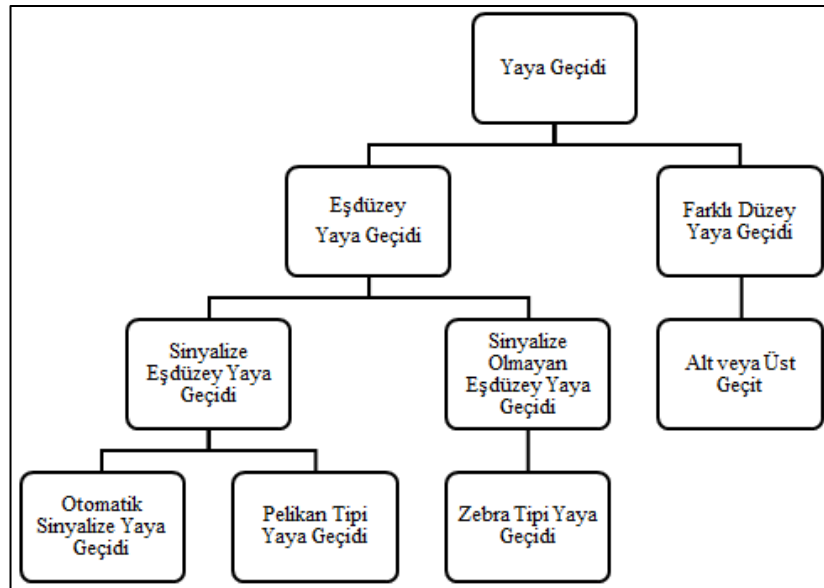 Yaya Geçidi
Eşdüzey
Yaya Geçidi
Farklı Düzey
Yaya Geçidi
Sinyalize
Eşdüzey Yaya
Geçidi
Sinyalize
Olmayan
Eşdüzey Yaya
Geçidi
Alt veya Üst
Geçit
Otomatik
Sinyalize Yaya
Geçidi
Pelikan Tipi
Yaya Geçidi
Zebra Tipi Yaya
Geçidi